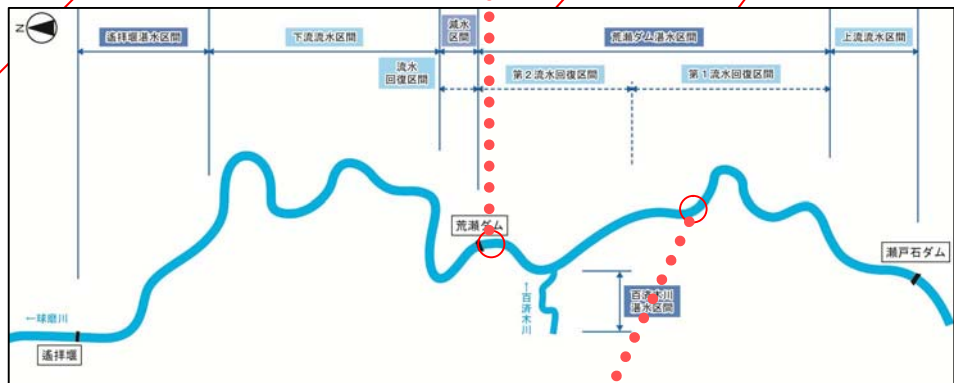 N
遙拝堰湛水区間
下流流水区間
減水
区間
荒瀬ダム湛水区間
上流流水区間
流水
回復区間
第2流水回復区間
第1流水回復区間
荒瀬ダム
瀬戸石ダム
←百済木川
百済木川
湛水区間
←球磨川
遙拝堰